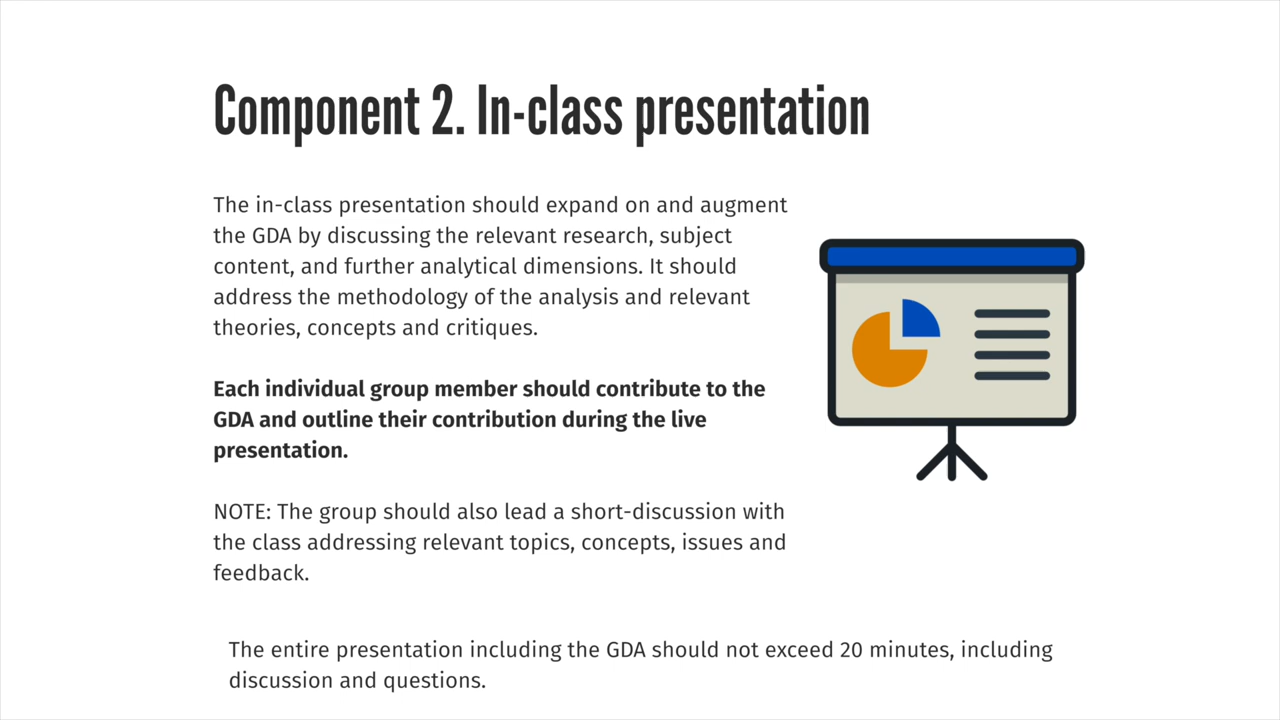 Component 2. In-class presentation
The in-class presentation should expand on and augment
the GDA by discussing the relevant research, subject
content, and further analytical dimensions. It should
address the methodology of the analysis and relevant
theories, concepts and critiques.
Each individual group member should contribute to the
GDA and outline their contribution during the live
presentation.
NOTE: The group should also lead a short-discussion with
the class addressing relevant topics, concepts, issues and
feedback.
The entire presentation including the GDA should not exceed 20 minutes, including
discussion and questions.